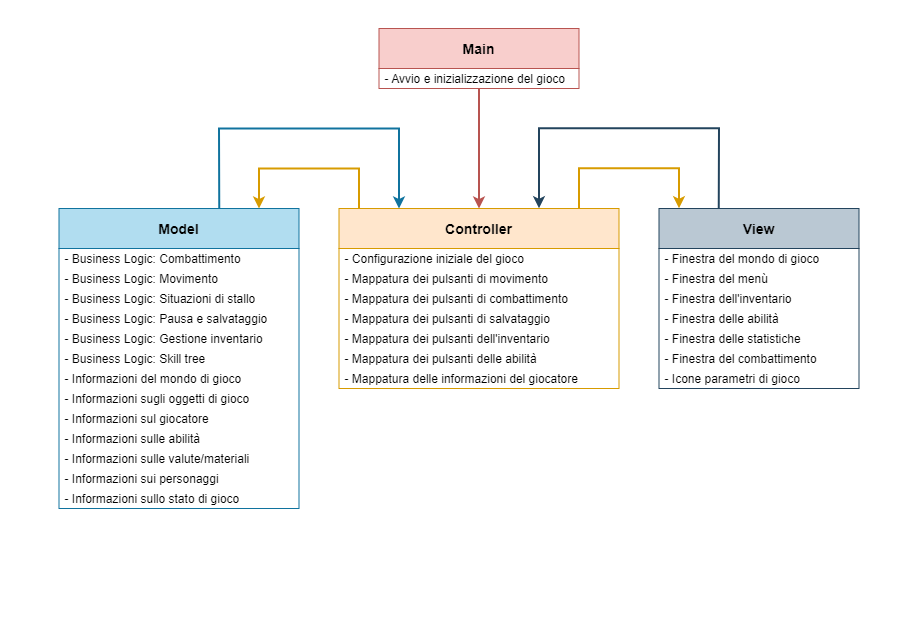 Main
- Avvio e inizializzazione del gioco
Model
- Business Logic: Combattimento
- Business Logic: Movimento
- Business Logic: Situazioni di stallo
- Business Logic: Pausa e salvataggio
- Business Logic: Gestione inventario
- Business Logic: Skill tree
- Informazioni del mondo di gioco
- Informazioni sugli oggetti di gioco
- Informazioni sul giocatore
- Informazioni sulle abilità
- Informazioni sulle valute/materiali
- Informazioni sui personaggi
- Informazioni sullo stato di gioco
Controller
- Configurazione iniziale del gioco
- Mappatura dei pulsanti di movimento
- Mappatura dei pulsanti di combattimento
- Mappatura dei pulsanti di salvataggio
- Mappatura dei pulsanti dell'inventario
- Mappatura dei pulsanti delle abilità
- Mappatura delle informazioni del giocatore
View
- Finestra del mondo di gioco
- Finestra del menù
- Finestra dell'inventario
- Finestra delle abilità
- Finestra delle statistiche
- Finestra del combattimento
- Icone parametri di gioco